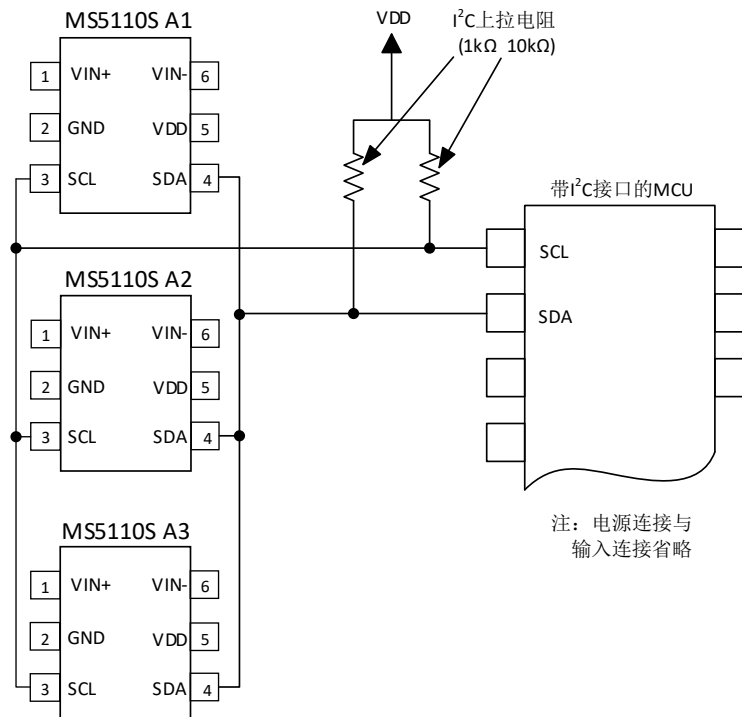 MS5110S A1
1 VIN+ VIN- 6
2 GND VDD 5
3 SCL SDA 4
VDD
I²C上拉电阻
(1kΩ 10kΩ)
带I²C接口的MCU
SCL
SDA
MS5110S A2
1 VIN+ VIN- 6
2 GND VDD 5
3 SCL SDA 4
注：电源连接与
输入连接省略
MS5110S A3
1 VIN+ VIN- 6
2 GND VDD 5
3 SCL SDA 4